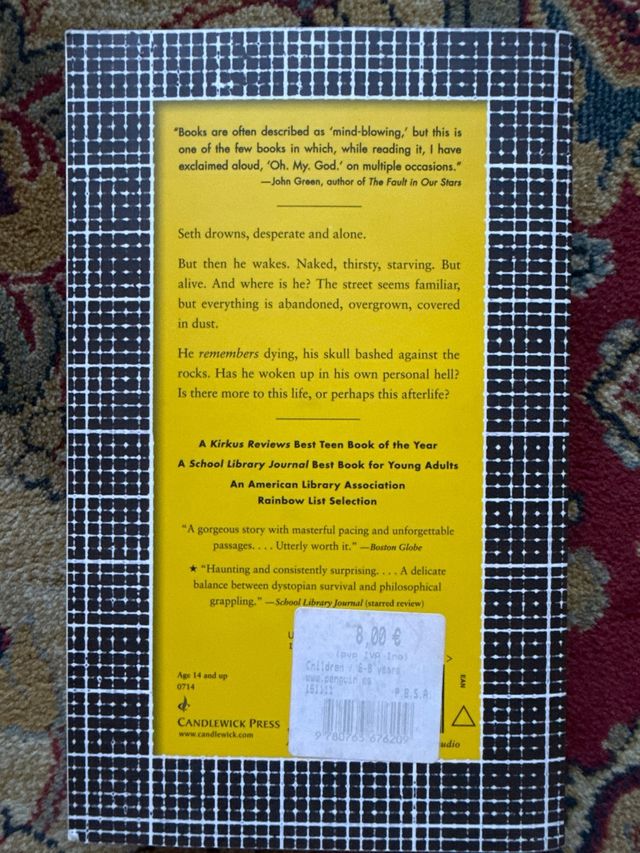 "Books are often described as 'mind-blowing,' but this is
one of the few books in which, while reading it, I have
exclaimed aloud, 'Oh. My. God.' on multiple occasions."
—John Green, author of The Fault in Our Stars
Seth drowns, desperate and alone.
But then he wakes. Naked, thirsty, starving. But
alive. And where is he? The street seems familiar,
but everything is abandoned, overgrown, covered
in dust.
He remembers dying, his skull bashed against the
rocks. Has he woken up in his own personal hell?
Is there more to this life, or perhaps this afterlife?
A Kirkus Reviews Best Teen Book of the Year
A School Library Journal Best Book for Young Adults
An American Library Association
Rainbow List Selection
"A gorgeous story with masterful pacing and unforgettable
passages. . . . Utterly worth it." —Boston Globe
★ "Haunting and consistently surprising. . . . A delicate
balance between dystopian survival and philosophical
grappling." —School Library Journal (starred review)
8,00 €
(pvp IVA Inc)
Children / 6-8 years
www.penguin.es
151111 P.B.S.A.
9 780763 676209
>
EAN
Age 14 and up
0714
CANDLEWICK PRESS
www.candlewick.com
udio